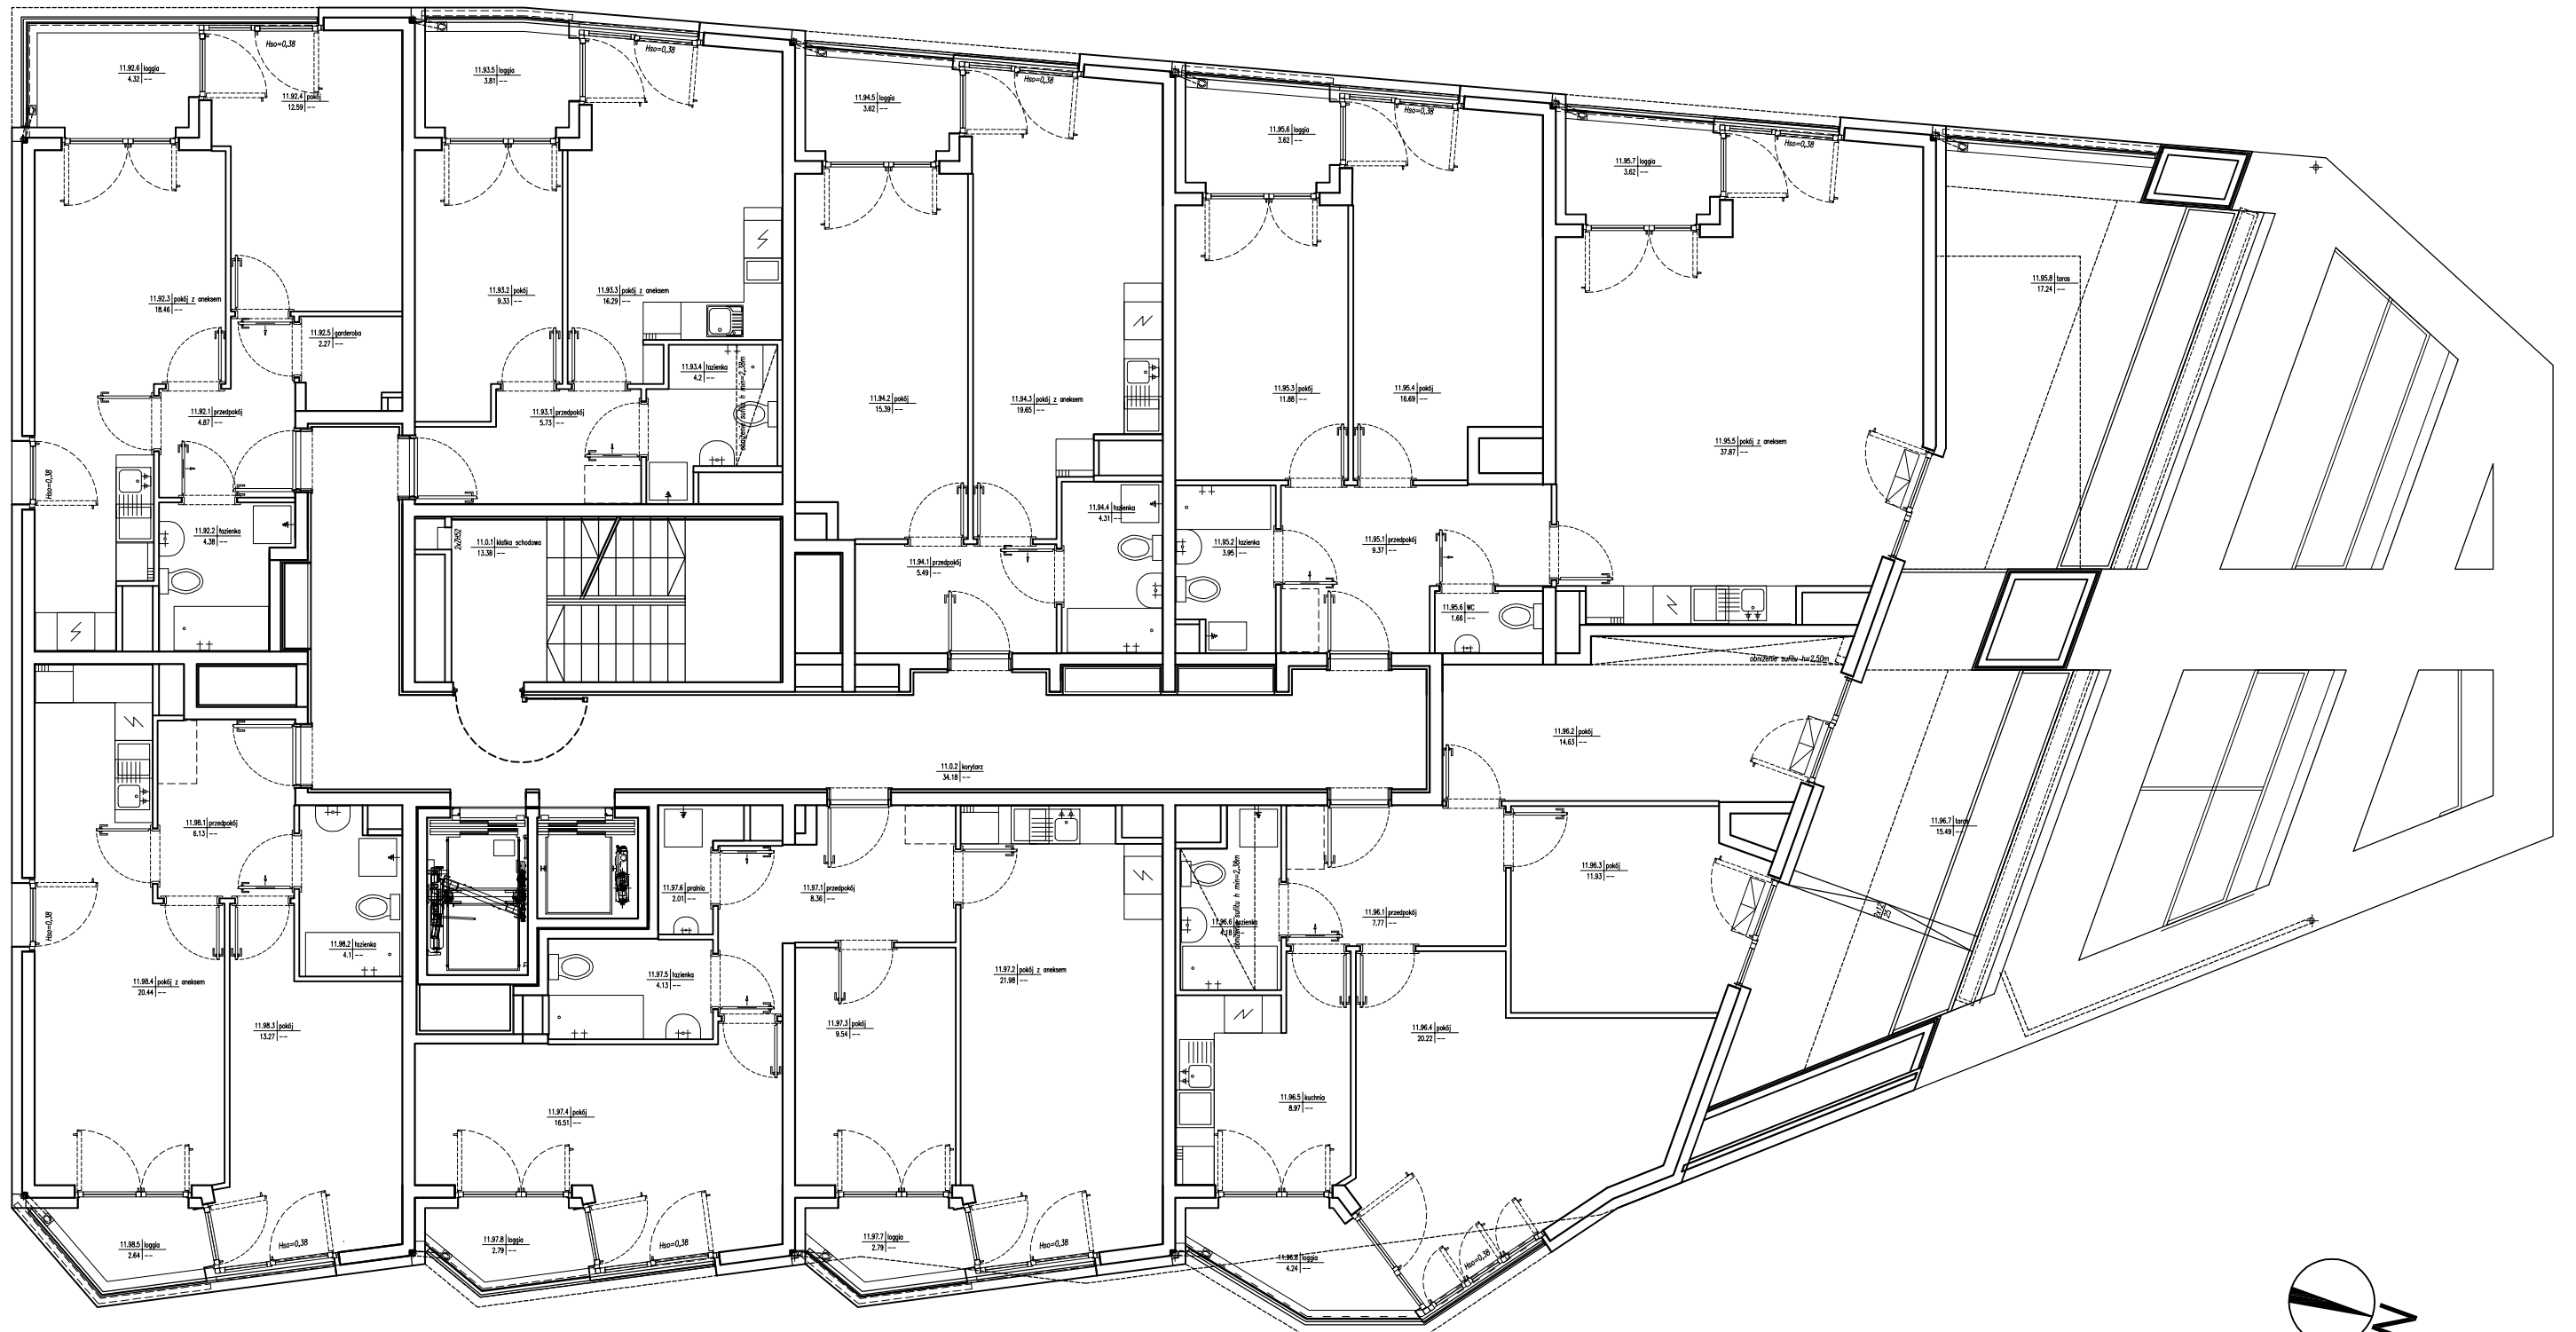 11.92.6 loggia
4.32 --
Hso=0,38
11.92.4 pokój
12.59 --
11.93.5 loggia
3.81 --
Hso=0,38
11.94.5 loggia
3.62 --
Hso=0,38
11.95.6 loggia
3.62 --
Hso=0,38
11.95.7 loggia
3.62 --
Hso=0,38
11.95.8 taras
17.24 --
11.92.3 pokój z aneksem
18.46 --
11.92.5 garderoba
2.27 --
11.93.2 pokój
9.33 --
11.93.3 pokój z aneksem
16.29 --
11.93.4 łazienka
4.2 --
obniżenie sufitu h min=2,38m
11.92.1 przedpokój
4.87 --
11.93.1 przedpokój
5.73 --
11.94.2 pokój
15.39 --
11.94.3 pokój z aneksem
19.65 --
11.95.3 pokój
11.88 --
11.95.4 pokój
16.69 --
11.95.5 pokój z aneksem
37.87 --
Hso=0,38
11.92.2 łazienka
4.38 --
2xZH52
11.0.1 klatka schodowa
13.38 --
11.94.4 łazienka
4.31 --
11.94.1 przedpokój
5.49 --
11.95.2 łazienka
3.95 --
11.95.1 przedpokój
9.37 --
11.95.6 WC
1.66 --
obniżenie sufitu h=2,50m
11.96.2 pokój
14.63 --
11.0.2 korytarz
34.18 --
11.98.1 przedpokój
6.13 --
11.96.7 taras
15.49 --
Hso=0,38
11.98.2 łazienka
4.1 --
11.97.6 pralnia
2.01 --
11.97.1 przedpokój
8.36 --
11.96.6 łazienka
4.18 --
obniżenie sufitu h min=2,38m
11.96.1 przedpokój
7.77 --
11.96.3 pokój
11.93 --
11.98.4 pokój z aneksem
20.44 --
11.97.5 łazienka
4.13 --
11.97.2 pokój z aneksem
21.98 --
11.98.3 pokój
13.27 --
11.97.3 pokój
9.54 --
11.96.4 pokój
20.22 --
11.97.4 pokój
16.51 --
11.96.5 kuchnia
8.97 --
11.98.5 loggia
2.64 --
Hso=0,38
11.97.8 loggia
2.79 --
Hso=0,38
11.97.7 loggia
2.79 --
Hso=0,38
11.96.8 loggia
4.24 --
Hso=0,38
N